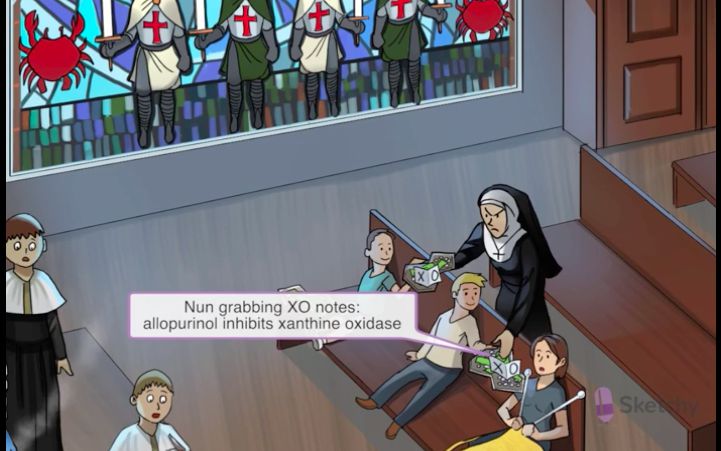 XO
Nun grabbing XO notes:
allopurinol inhibits xanthine oxidase
XO
Sketchy